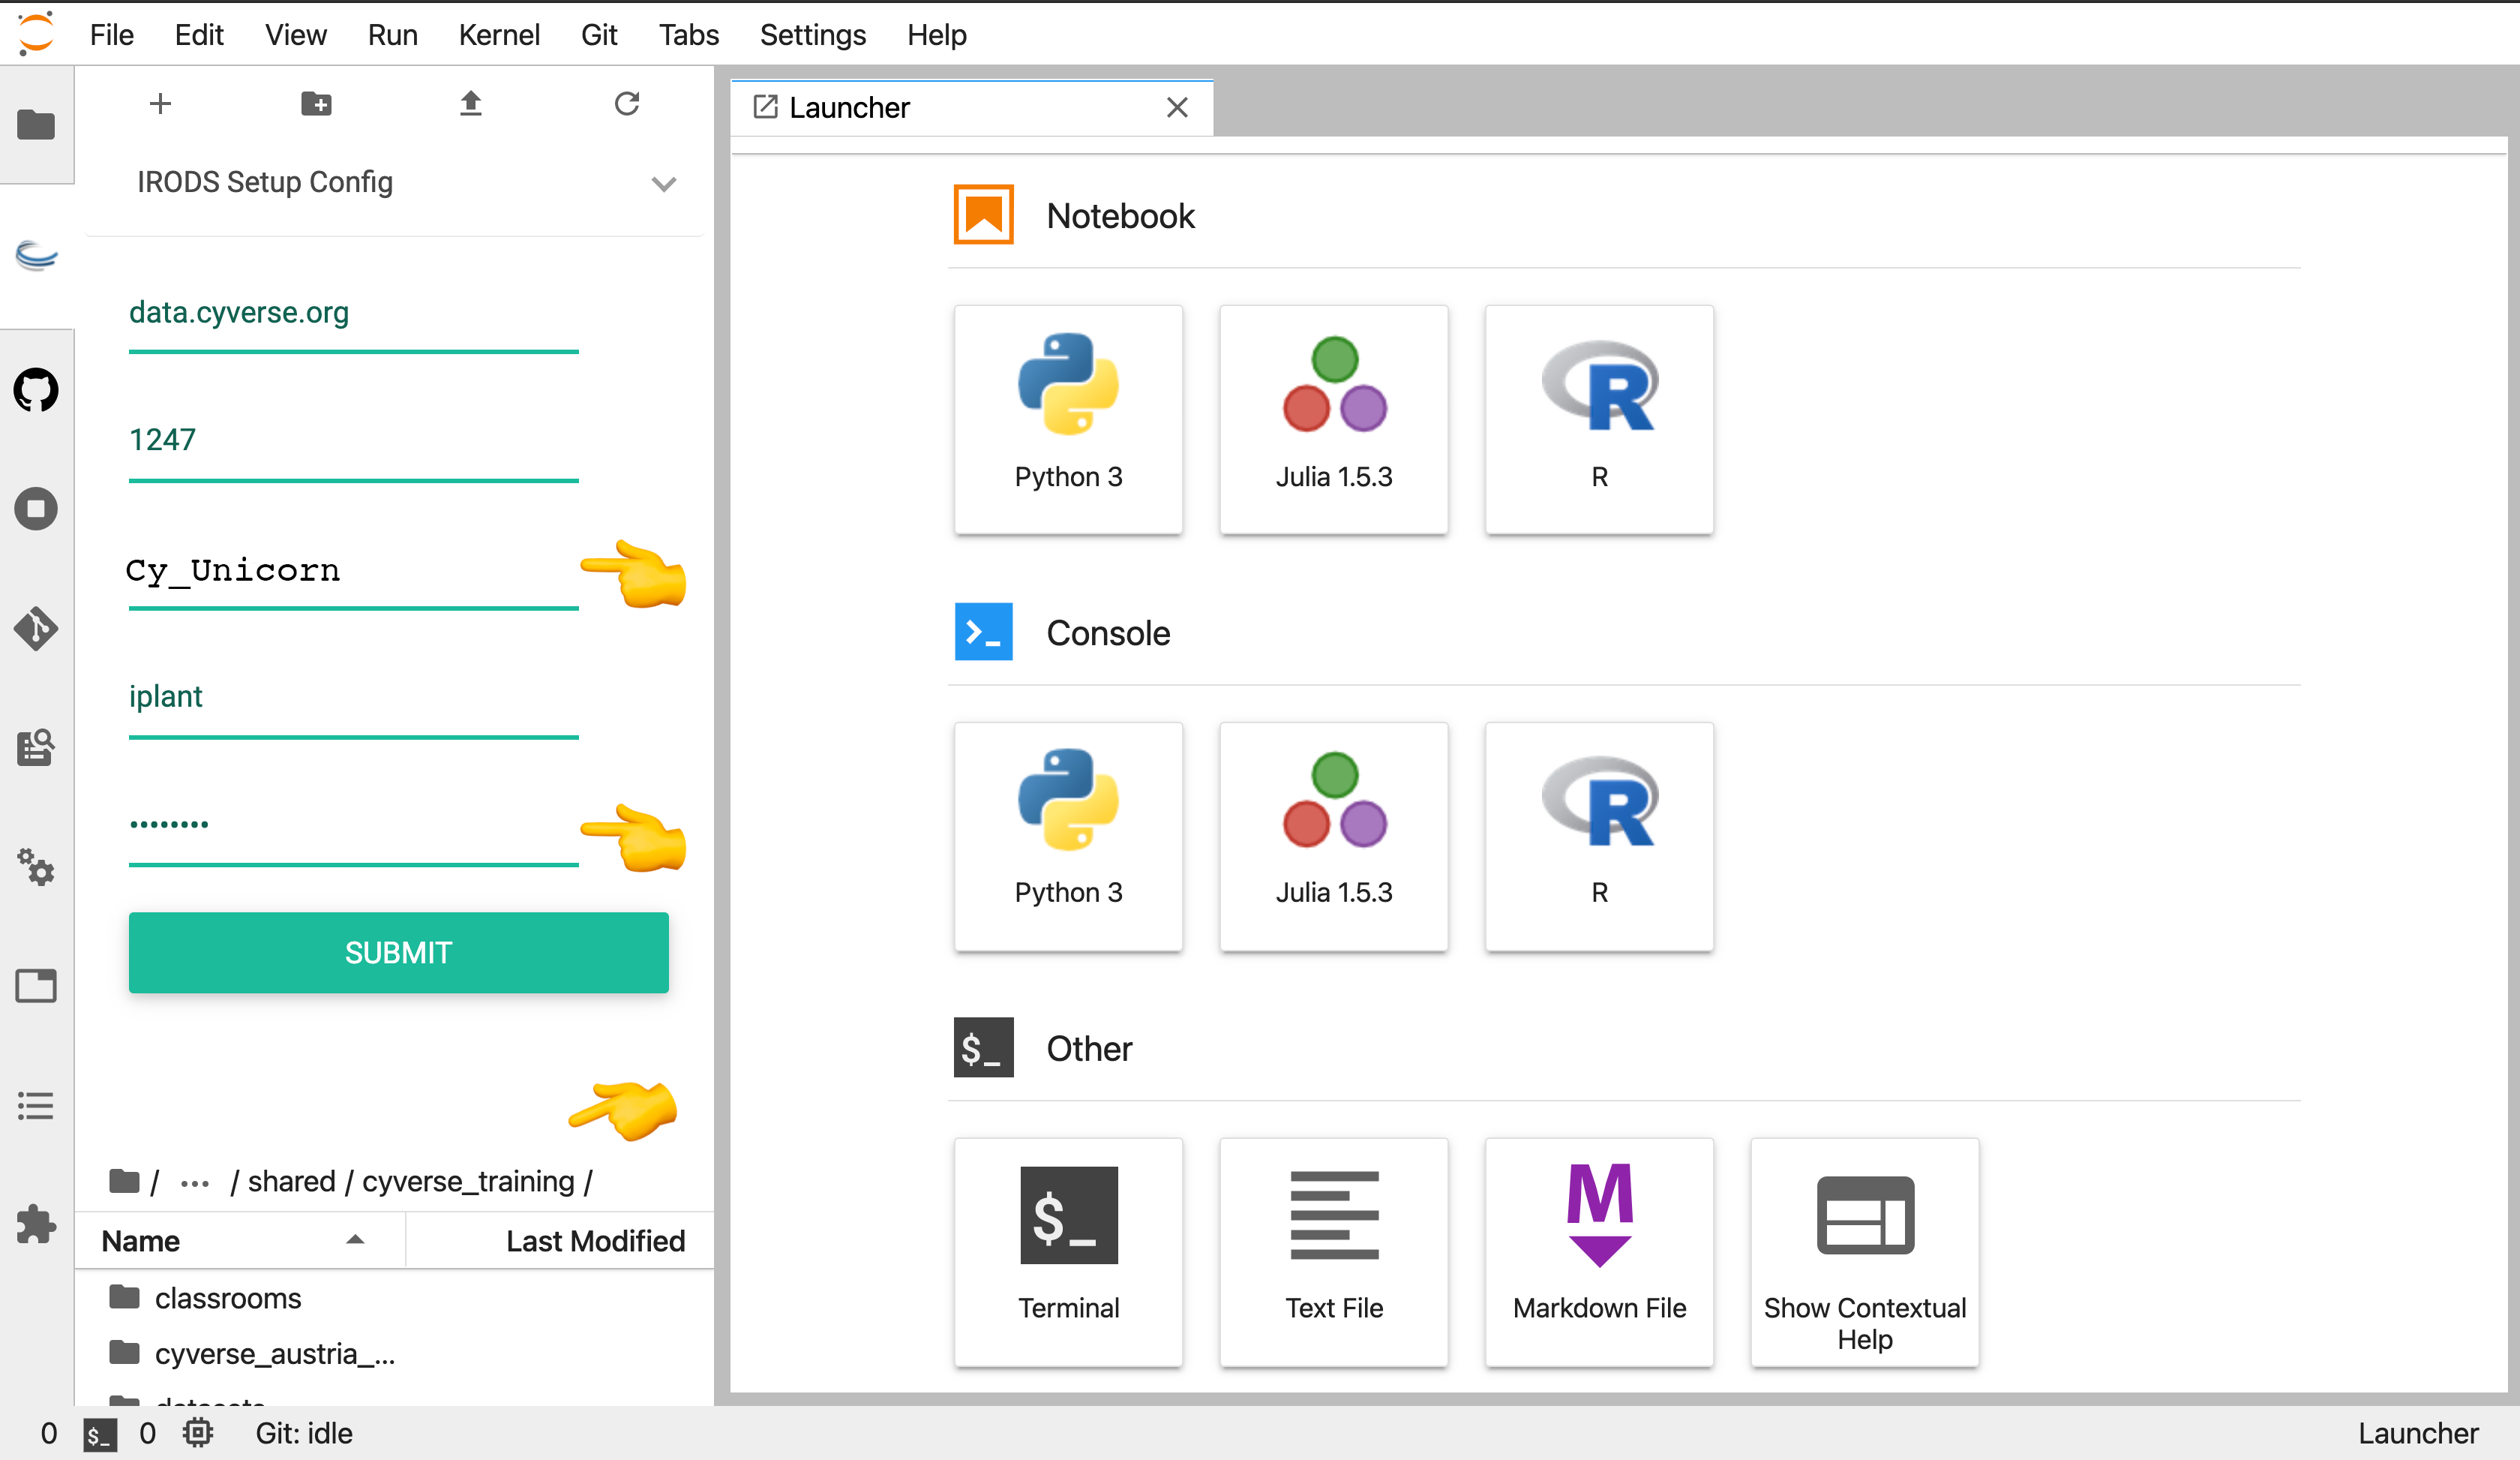 File Edit View Run Kernel Git Tabs Settings Help
Launcher
IRODS Setup Config
data.cyverse.org
1247
Cy_Unicorn
iplant
••••••••
SUBMIT
/ ... / shared / cyverse_training /
Name Last Modified
classrooms
cyverse_austria_...
Notebook
Python 3
Julia 1.5.3
R
Console
Python 3
Julia 1.5.3
R
Other
$_
$_
Terminal
Text File
M
Markdown File
Show Contextual
Help
0 $_ 0 Git: idle
Launcher